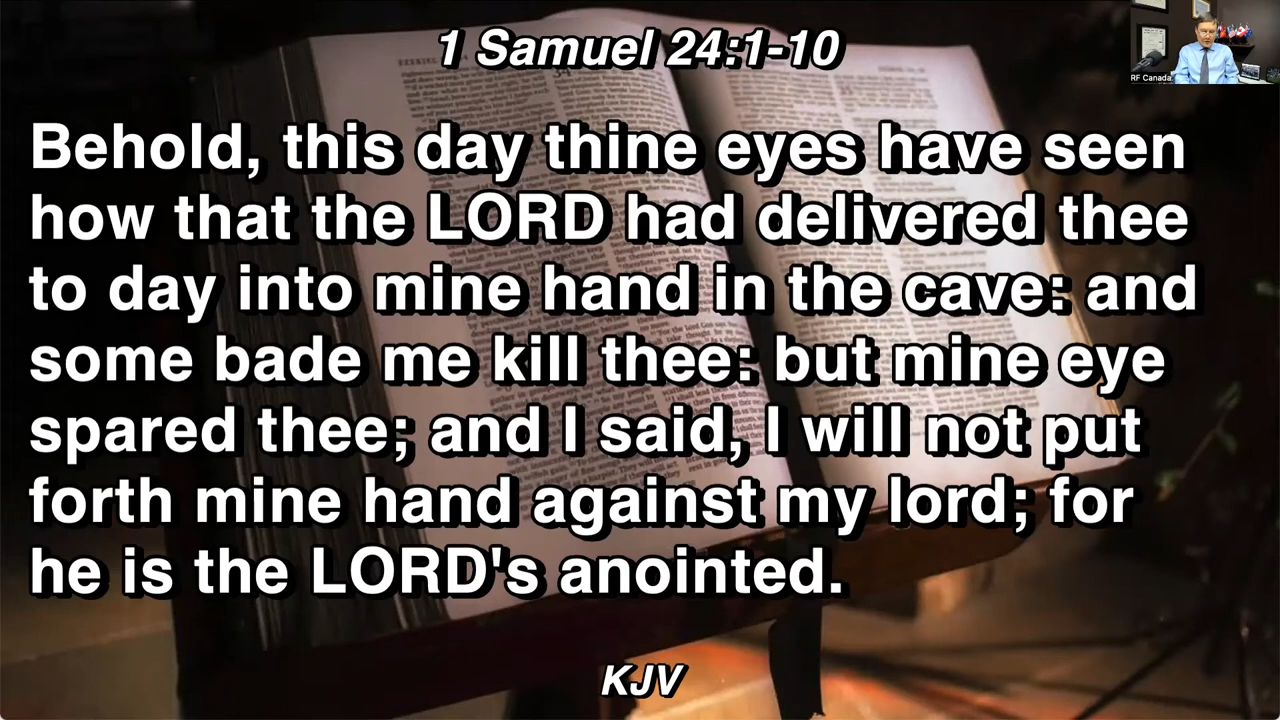 1 Samuel 24:1-10
RF Canada
Behold, this day thine eyes have seen
how that the LORD had delivered thee
to day into mine hand in the cave: and
some bade me kill thee: but mine eye
spared thee; and I said, I will not put
forth mine hand against my lord; for
he is the LORD's anointed.
KJV